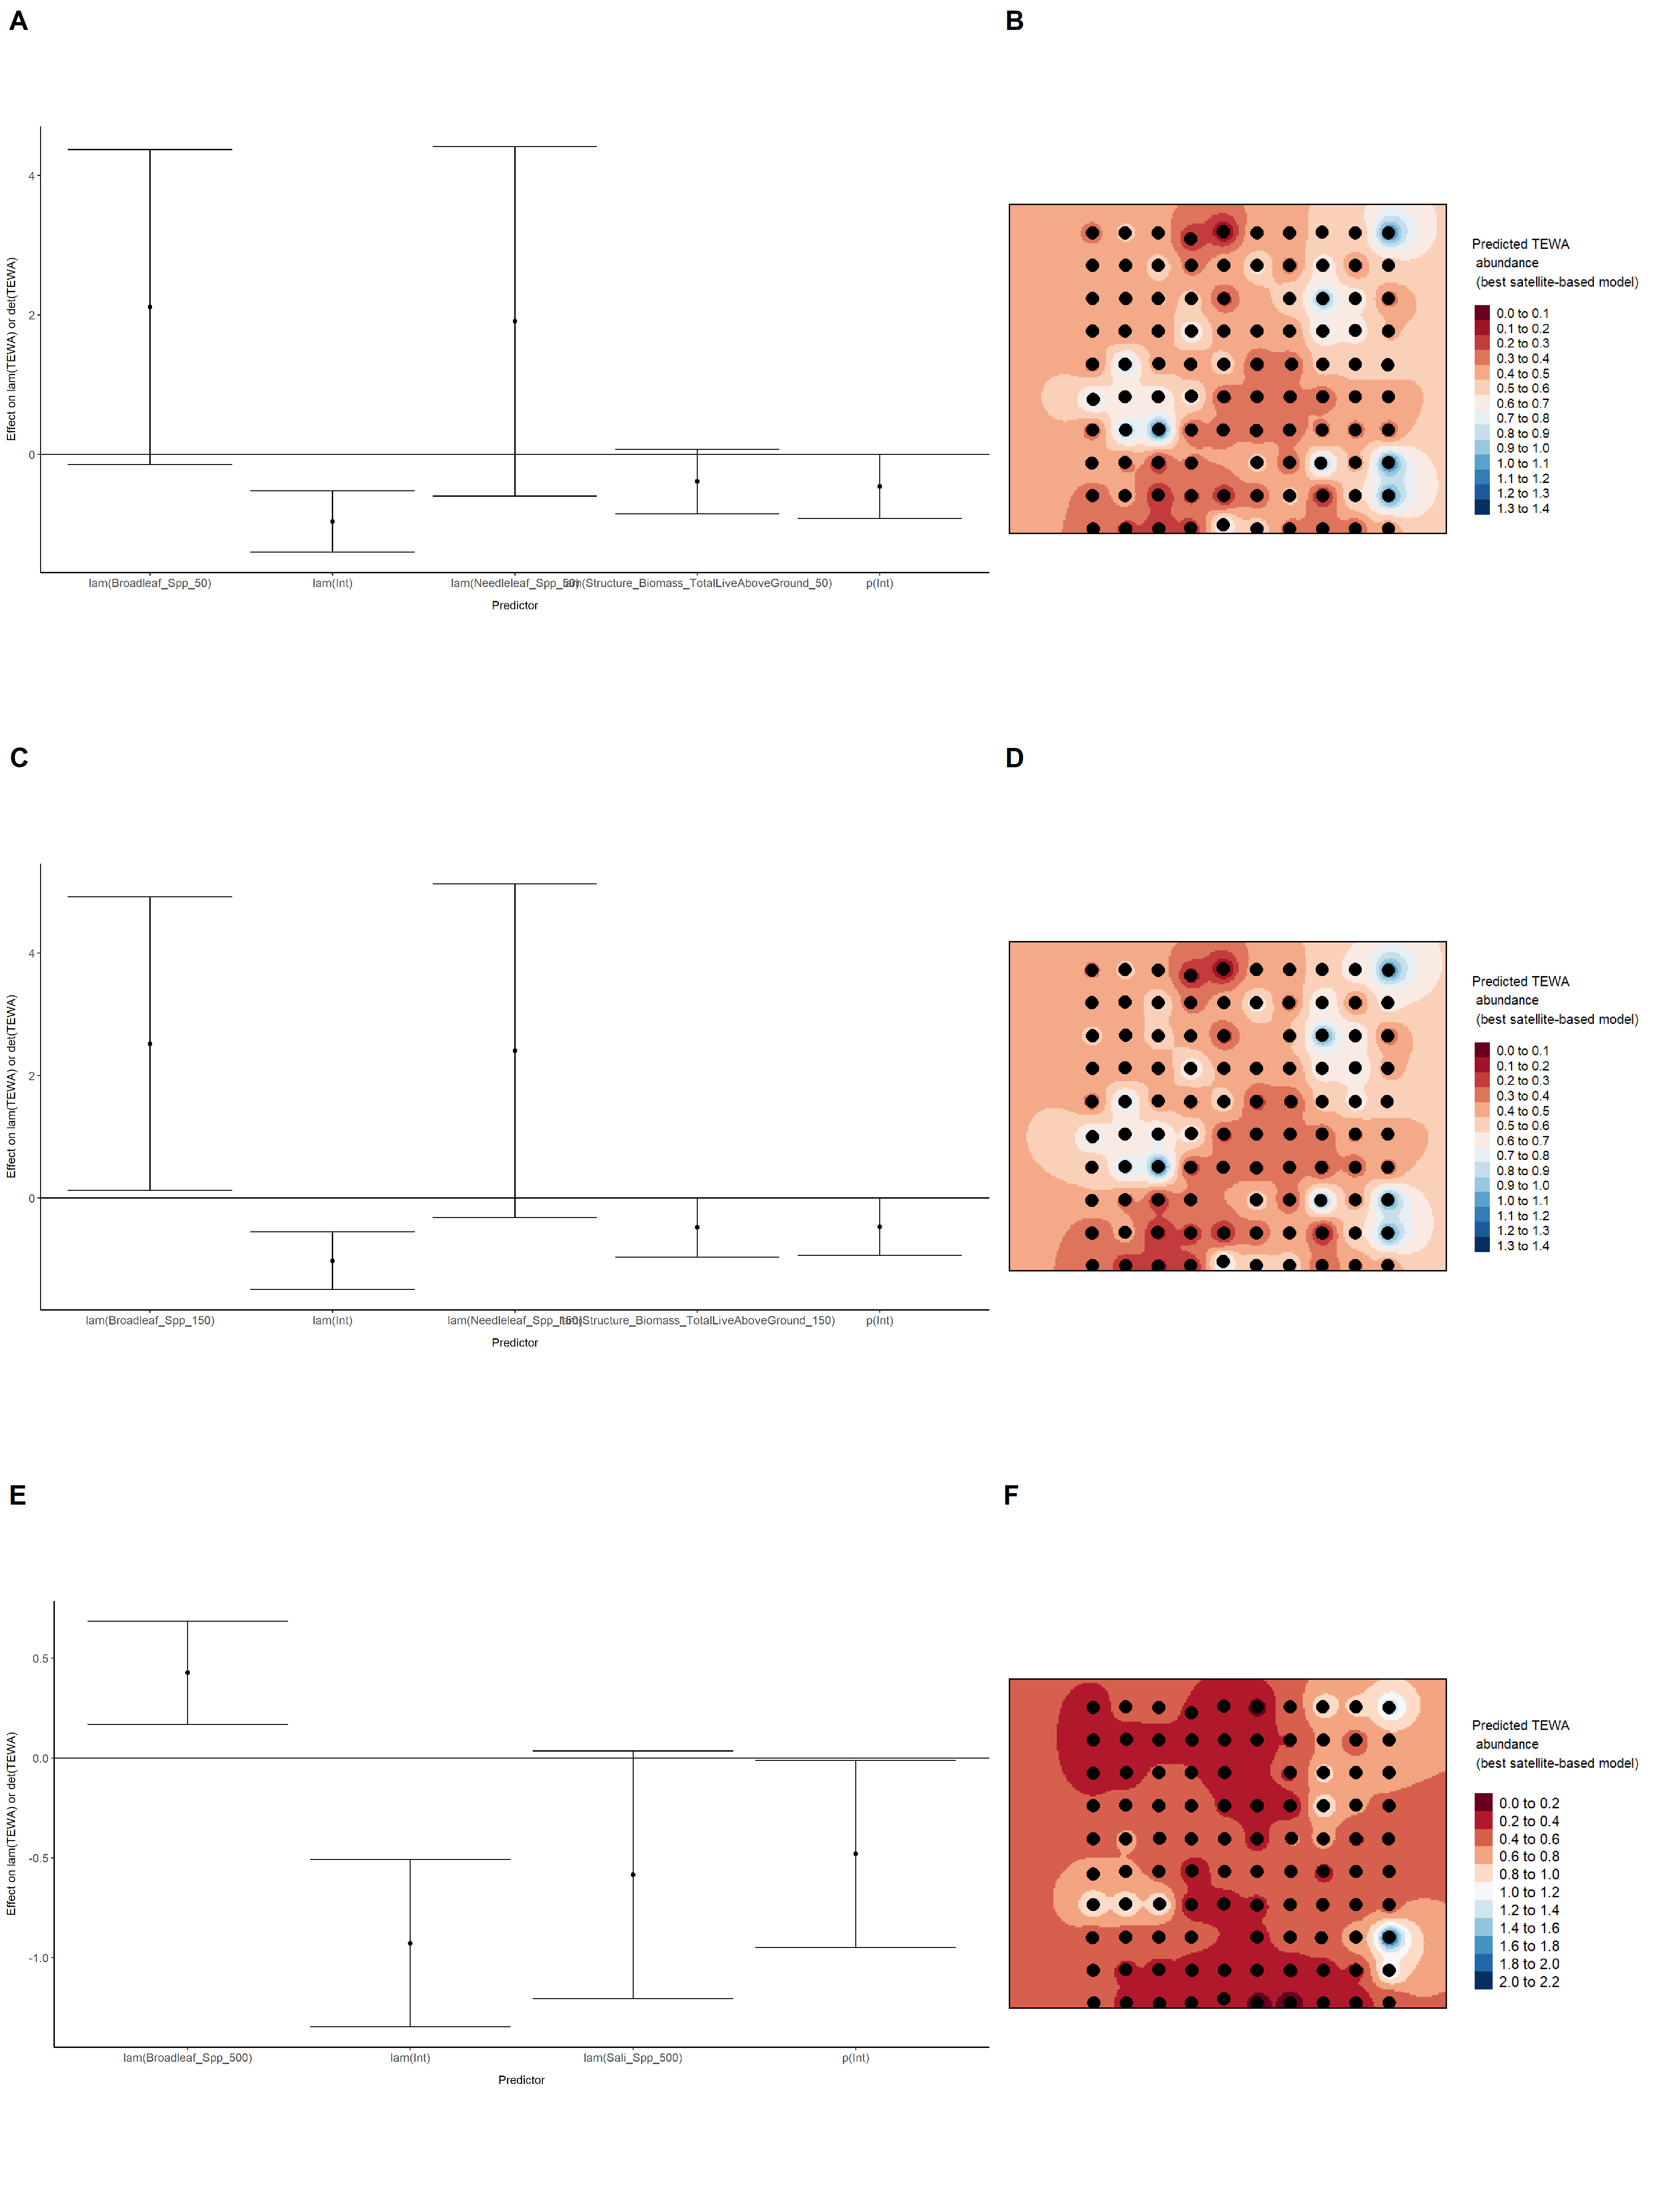 A
B
Effect on lam(TEWA) or det(TEWA)
4
2
0
lam(Broadleaf_Spp_50)
lam(Int)
lam(Needleleaf_Spp_50)
lam(Structure_Biomass_TotalLiveAboveGround_50)
p(Int)
Predictor
Predicted TEWA
abundance
(best satellite-based model)
0.0 to 0.1
0.1 to 0.2
0.2 to 0.3
0.3 to 0.4
0.4 to 0.5
0.5 to 0.6
0.6 to 0.7
0.7 to 0.8
0.8 to 0.9
0.9 to 1.0
1.0 to 1.1
1.1 to 1.2
1.2 to 1.3
1.3 to 1.4
C
D
Effect on lam(TEWA) or det(TEWA)
4
2
0
lam(Broadleaf_Spp_150)
lam(Int)
lam(Needleleaf_Spp_150)
lam(Structure_Biomass_TotalLiveAboveGround_150)
p(Int)
Predictor
Predicted TEWA
abundance
(best satellite-based model)
0.0 to 0.1
0.1 to 0.2
0.2 to 0.3
0.3 to 0.4
0.4 to 0.5
0.5 to 0.6
0.6 to 0.7
0.7 to 0.8
0.8 to 0.9
0.9 to 1.0
1.0 to 1.1
1.1 to 1.2
1.2 to 1.3
1.3 to 1.4
E
F
Effect on lam(TEWA) or det(TEWA)
0.5
0.0
-0.5
-1.0
lam(Broadleaf_Spp_500)
lam(Int)
lam(Sali_Spp_500)
p(Int)
Predictor
Predicted TEWA
abundance
(best satellite-based model)
0.0 to 0.2
0.2 to 0.4
0.4 to 0.6
0.6 to 0.8
0.8 to 1.0
1.0 to 1.2
1.2 to 1.4
1.4 to 1.6
1.6 to 1.8
1.8 to 2.0
2.0 to 2.2